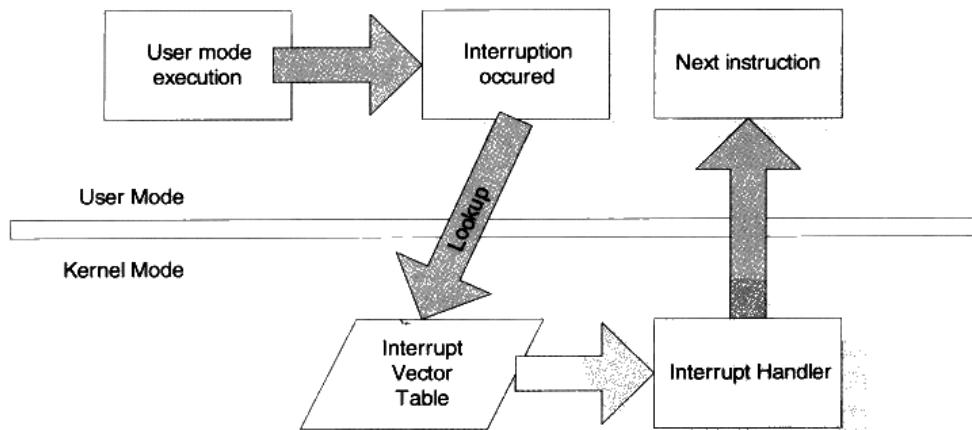 User mode
execution
Interruption
occured
Next instruction
Lookup
User Mode
Kernel Mode
Interrupt
Vector
Table
Interrupt Handler